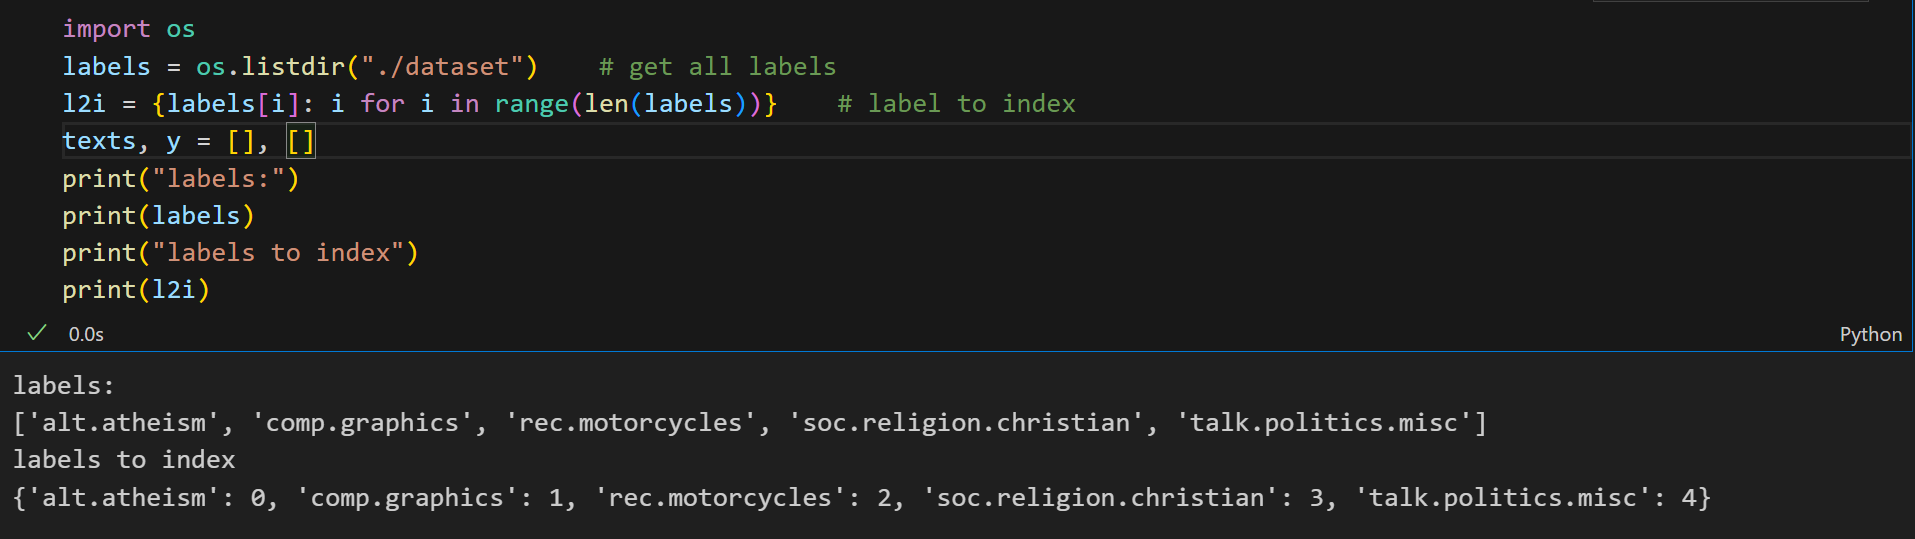 import os
labels = os.listdir("./dataset")    # get all labels
l2i = {labels[i]: i for i in range(len(labels))}    # label to index
texts, y = [], []
print("labels:")
print(labels)
print("labels to index")
print(l2i)
0.0s
Python
labels:
['alt.atheism', 'comp.graphics', 'rec.motorcycles', 'soc.religion.christian', 'talk.politics.misc']
labels to index
{'alt.atheism': 0, 'comp.graphics': 1, 'rec.motorcycles': 2, 'soc.religion.christian': 3, 'talk.politics.misc': 4}